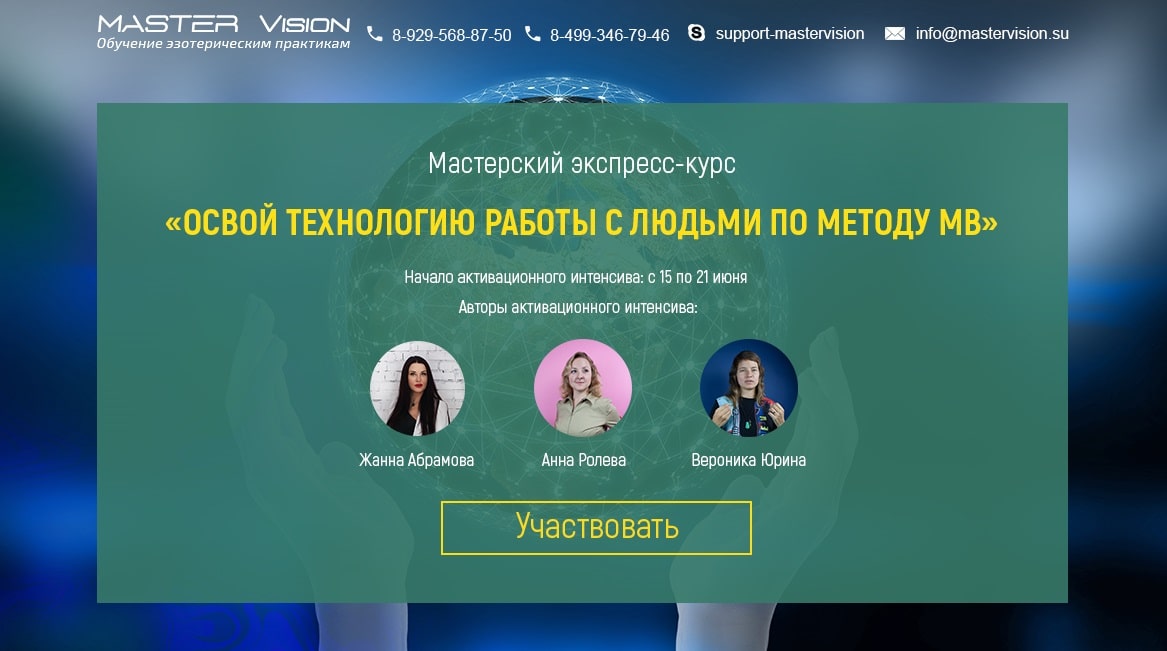 MASTER VISION
Обучение эзотерическим практикам
8-929-568-87-50
8-499-346-79-46
support-mastervision
info@mastervision.su
Мастерский экспресс-курс
«ОСВОЙ ТЕХНОЛОГИЮ РАБОТЫ С ЛЮДЬМИ ПО МЕТОДУ МВ»
Начало активационного интенсива: с 15 по 21 июня
Авторы активационного интенсива:
Жанна Абрамова
Анна Ролева
Вероника Юрина
Участвовать